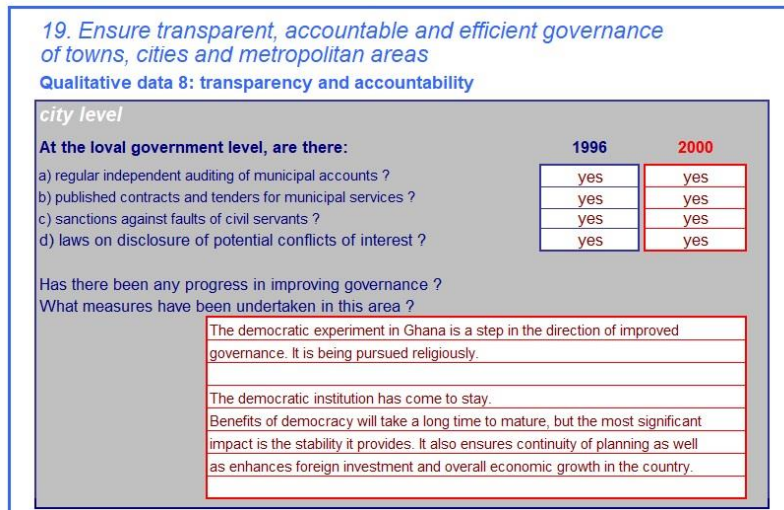 19. Ensure transparent, accountable and efficient governance
of towns, cities and metropolitan areas
Qualitative data 8: transparency and accountability
city level
At the loval government level, are there: 1996 2000
a) regular independent auditing of municipal accounts ? yes yes
b) published contracts and tenders for municipal services ? yes yes
c) sanctions against faults of civil servants ? yes yes
d) laws on disclosure of potential conflicts of interest ? yes yes
Has there been any progress in improving governance ?
What measures have been undertaken in this area ?
The democratic experiment in Ghana is a step in the direction of improved
governance. It is being pursued religiously.
The democratic institution has come to stay.
Benefits of democracy will take a long time to mature, but the most significant
impact is the stability it provides. It also ensures continuity of planning as well
as enhances foreign investment and overall economic growth in the country.